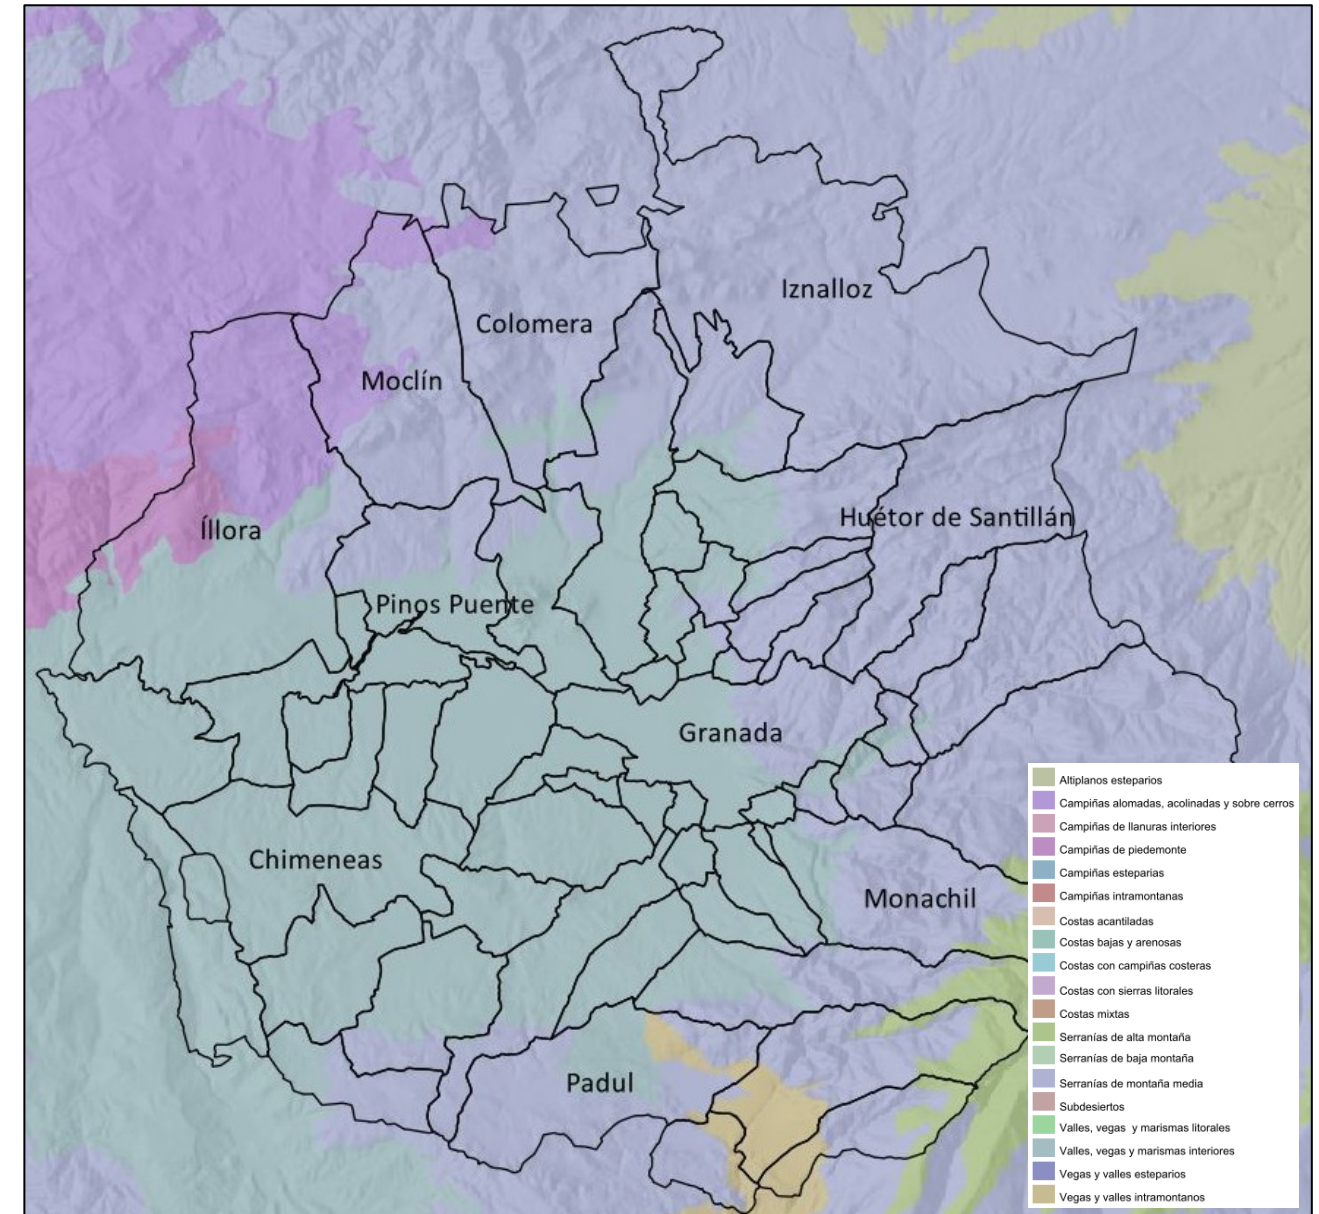 Iznalloz
Colomera
Moclín
Íllora
Huétor de Santillán
Pinos Puente
Granada
Chimeneas
Monachil
Padul
Altiplanos esteparios
Campiñas alomadas, acolinadas y sobre cerros
Campiñas de llanuras interiores
Campiñas de piedemonte
Campiñas esteparias
Campiñas intramontanas
Costas acantiladas
Costas bajas y arenosas
Costas con campiñas costeras
Costas con sierras litorales
Costas mixtas
Serranías de alta montaña
Serranías de baja montaña
Serranías de montaña media
Subdesiertos
Valles, vegas y marismas litorales
Valles, vegas y marismas interiores
Vegas y valles esteparios
Vegas y valles intramontanos